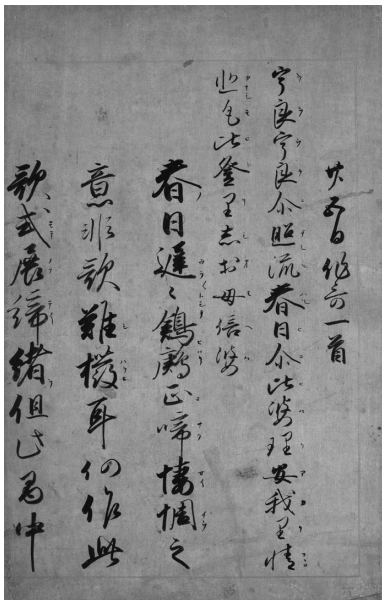 廿五日作哥一首
宇良宇良尓照流春日尓比婆理安我里情
悲毛比登里志於母倍婆
春日遲々鶬鶊正啼悽惆之
意非歌難撥耳仍作此
歌式展締緒但此卷中